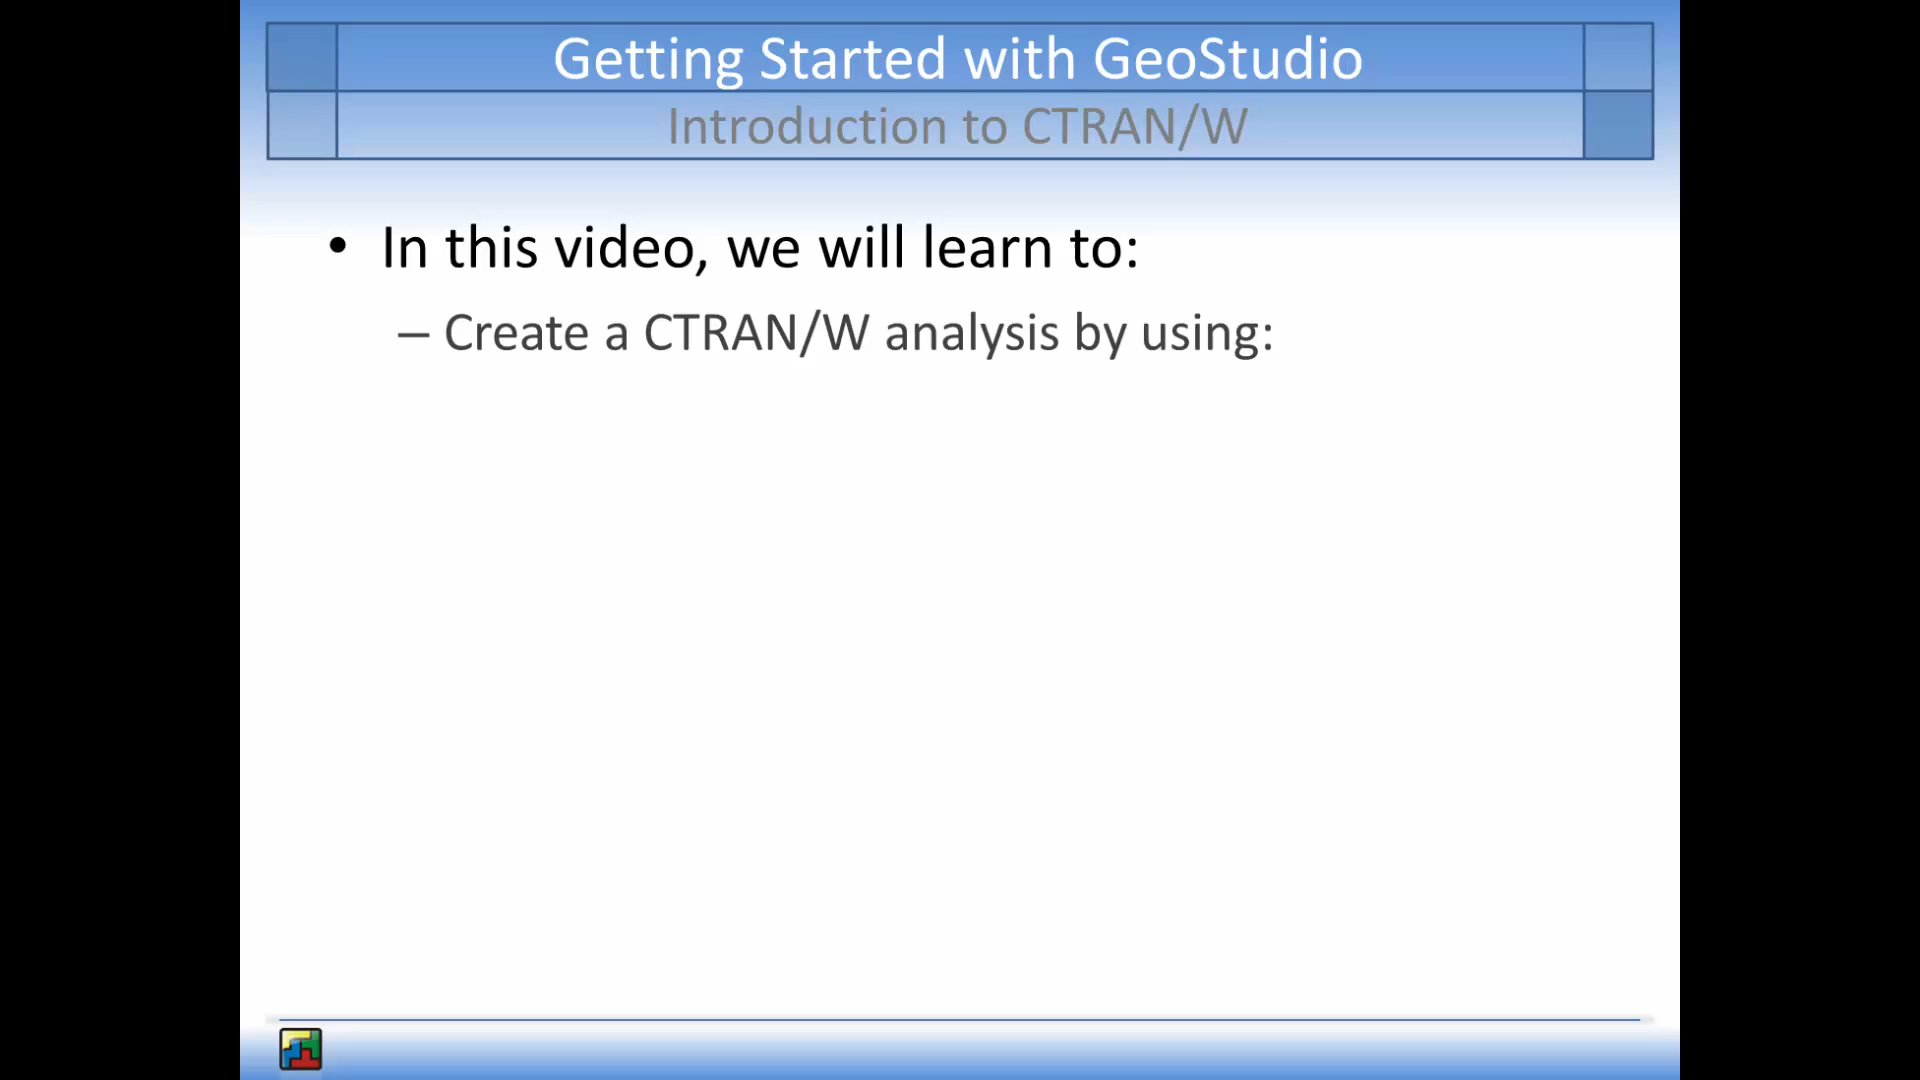 Getting Started with GeoStudio
Introduction to CTRAN/W
• In this video, we will learn to:
– Create a CTRAN/W analysis by using: